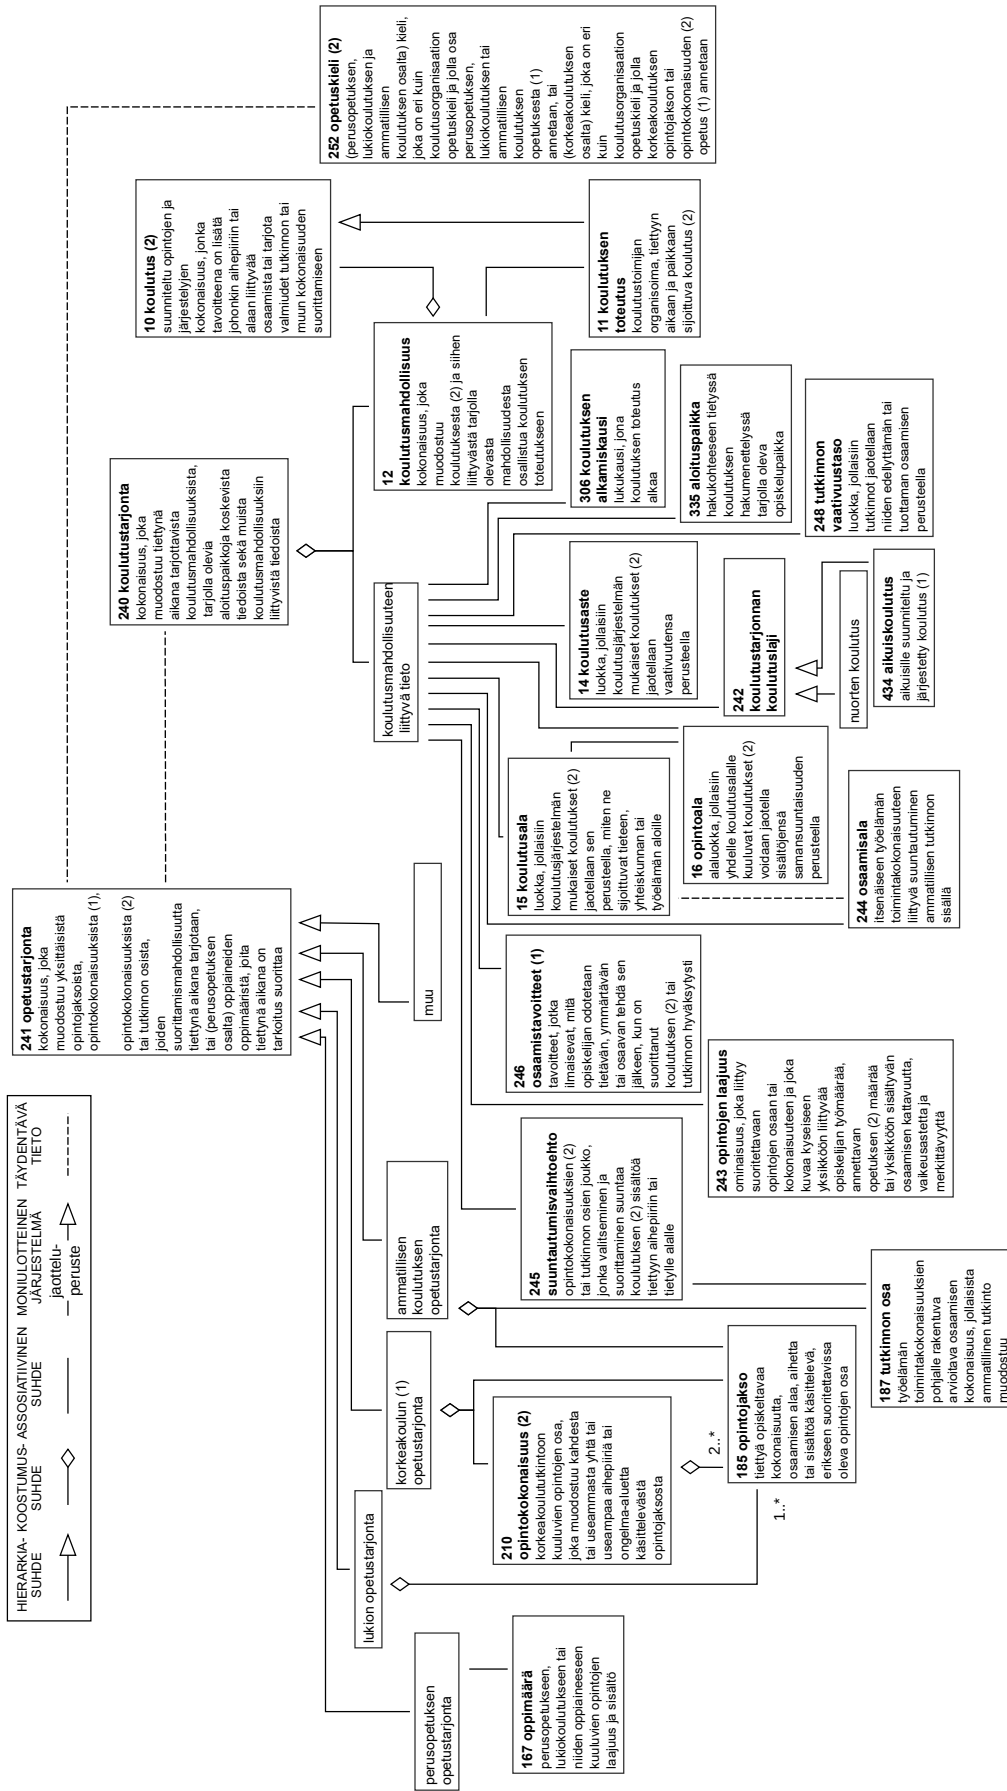 HIERARKIA-
SUHDE
KOOSTUMUS-
SUHDE
ASSOSIATIIVINEN
SUHDE
MONIULOTTEINEN
JÄRJESTELMÄ
jaottelu-
peruste
TÄYDENTÄVÄ
TIETO
241 opetustarjonta
kokonaisuus, joka
muodostuu yksittäisistä
opintojaksoista,
opintokokonaisuuksista (1),
opintokokonaisuuksista (2)
tai tutkinnon osista,
joiden
suorittamismahdollisuutta
tiettynä aikana tarjotaan,
tai (perusopetuksen
osalta) oppiaineiden
oppimääristä, joita
tiettynä aikana on
tarkoitus suorittaa
240 koulutustarjonta
kokonaisuus, joka
muodostuu tiettynä
aikana tarjottavista
koulutusmahdollisuuksista,
tarjolla olevia
aloituspaikkoja koskevista
tiedoista sekä muista
koulutusmahdollisuuksiin
liittyvistä tiedoista
10 koulutus (2)
suunniteltu opintojen ja
järjestelyjen
kokonaisuus, jonka
tavoitteena on lisätä
johonkin aihepiiriin tai
alaan liittyvää
osaamista tai tarjota
valmiudet tutkinnon tai
muun kokonaisuuden
suorittamiseen
252 opetuskieli (2)
(perusopetuksen,
lukiokoulutuksen ja
ammatillisen
koulutuksen osalta) kieli,
joka on eri kuin
koulutusorganisaation
opetuskieli ja jolla osa
perusopetuksen,
lukiokoulutuksen tai
ammatillisen
koulutuksen
opetuksesta (1)
annetaan, tai
(korkeakoulutuksen
osalta) kieli, joka on eri
kuin
koulutusorganisaation
opetuskieli ja jolla
korkeakoulutuksen
opintojakson tai
opintokokonaisuuden (2)
opetus (1) annetaan
perusopetuksen
opetustarjonta
lukion opetustarjonta
korkeakoulun (1)
opetustarjonta
ammatillisen
koulutuksen
opetustarjonta
muu
koulutusmahdollisuuteen
liittyvä tieto
12
koulutusmahdollisuus
kokonaisuus, joka
muodostuu
koulutuksesta (2) ja siihen
liittyvästä tarjolla
olevasta
mahdollisuudesta
osallistua koulutuksen
toteutukseen
11 koulutuksen
toteutus
koulutustoimijan
organisoima, tiettyyn
aikaan ja paikkaan
sijoittuva koulutus (2)
167 oppimäärä
perusopetukseen,
lukiokoulutukseen tai
niiden oppiaineeseen
kuuluvien opintojen
laajuus ja sisältö
210
opintokokonaisuus (2)
korkeakoulututkintoon
kuuluvien opintojen osa,
joka muodostuu kahdesta
tai useammasta yhtä tai
useampaa aihepiiriä tai
ongelma-aluetta
käsittelevästä
opintojaksosta
2..*
1..*
185 opintojakso
tiettyä opiskeltavaa
kokonaisuutta,
osaamisen alaa, aihetta
tai sisältöä käsittelevä,
erikseen suoritettavissa
oleva opintojen osa
187 tutkinnon osa
työelämän
toimintakokonaisuuksien
pohjalle rakentuva
arvioitava osaamisen
kokonaisuus, jollaisista
ammatillinen tutkinto
muodostuu
245
suuntautumisvaihtoehto
opintokokonaisuuksien (2)
tai tutkinnon osien joukko,
jonka valitseminen ja
suorittaminen suuntaa
koulutuksen (2) sisältöä
tiettyyn aihepiiriin tai
tietylle alalle
246
osaamistavoitteet (1)
tavoitteet, jotka
ilmaisevat, mitä
opiskelijan odotetaan
tietävän, ymmärtävän
tai osaavan tehdä sen
jälkeen, kun on
suorittanut
koulutuksen (2) tai
tutkinnon hyväksytysti
243 opintojen laajuus
ominaisuus, joka liittyy
suoritettavaan
opintojen osaan tai
kokonaisuuteen ja joka
kuvaa kyseiseen
yksikköön liittyvää
opiskelijan työmäärää,
annettavan
opetuksen (2) määrää
tai yksikköön sisältyvän
osaamisen kattavuutta,
vaikeusastetta ja
merkittävyyttä
15 koulutusala
luokka, jollaisiin
koulutusjärjestelmän
mukaiset koulutukset (2)
jaotellaan sen
perusteella, miten ne
sijoittuvat tieteen,
yhteiskunnan tai
työelämän aloille
16 opintoala
alaluokka, jollaisiin
yhdelle koulutusalalle
kuuluvat koulutukset (2)
voidaan jaotella
sisältöjensä
samansuuntaisuuden
perusteella
244 osaamisala
itsenäiseen työelämän
toimintakokonaisuuteen
liittyvä suuntautuminen
ammatillisen tutkinnon
sisällä
14 koulutusaste
luokka, jollaisiin
koulutusjärjestelmän
mukaiset koulutukset (2)
jaotellaan
vaativuutensa
perusteella
242
koulutustarjonnan
koulutuslaji
nuorten koulutus
434 aikuiskoulutus
aikuisille suunniteltu ja
järjestetty koulutus (1)
306 koulutuksen
alkamiskausi
lukukausi, jona
koulutuksen toteutus
alkaa
335 aloituspaikka
hakukohteeseen tietyssä
koulutuksen
hakumenettelyssä
tarjolla oleva
opiskelupaikka
248 tutkinnon
vaativuustaso
luokka, jollaisiin
tutkinnot jaotellaan
niiden edellyttämän tai
tuottaman osaamisen
perusteella